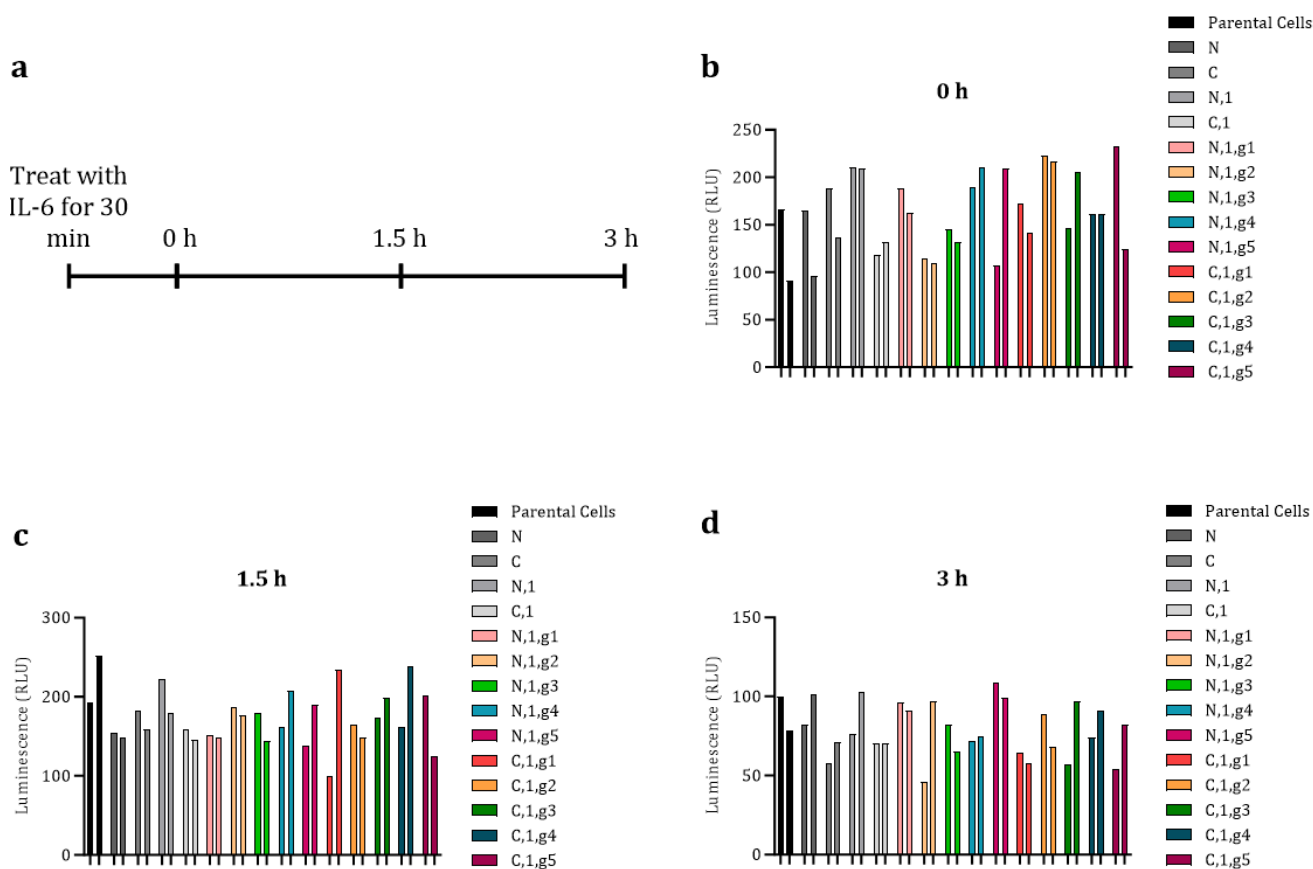 a
Treat with
IL-6 for 30
min
0 h
1.5 h
3 h
b
0 h
Luminescence (RLU)
250
200
150
100
50
0
Parental Cells
N
C
N,1
C,1
N,1,g1
N,1,g2
N,1,g3
N,1,g4
N,1,g5
C,1,g1
C,1,g2
C,1,g3
C,1,g4
C,1,g5
c
1.5 h
Luminescence (RLU)
300
200
100
0
Parental Cells
N
C
N,1
C,1
N,1,g1
N,1,g2
N,1,g3
N,1,g4
N,1,g5
C,1,g1
C,1,g2
C,1,g3
C,1,g4
C,1,g5
d
3 h
Luminescence (RLU)
150
100
50
0
Parental Cells
N
C
N,1
C,1
N,1,g1
N,1,g2
N,1,g3
N,1,g4
N,1,g5
C,1,g1
C,1,g2
C,1,g3
C,1,g4
C,1,g5